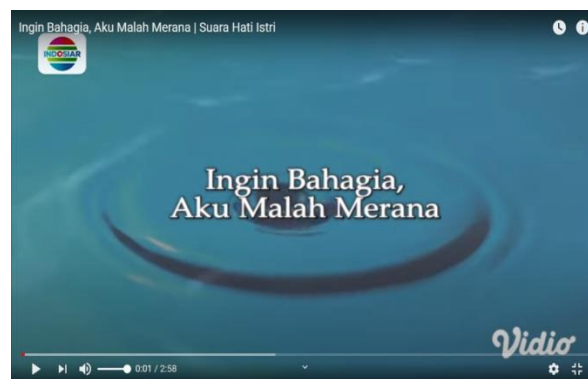 Ingin Bahagia, Aku Malah Merana | Suara Hati Istri
INDOSIAR
Ingin Bahagia,
Aku Malah Merana
Vidio
0:01 / 2:58